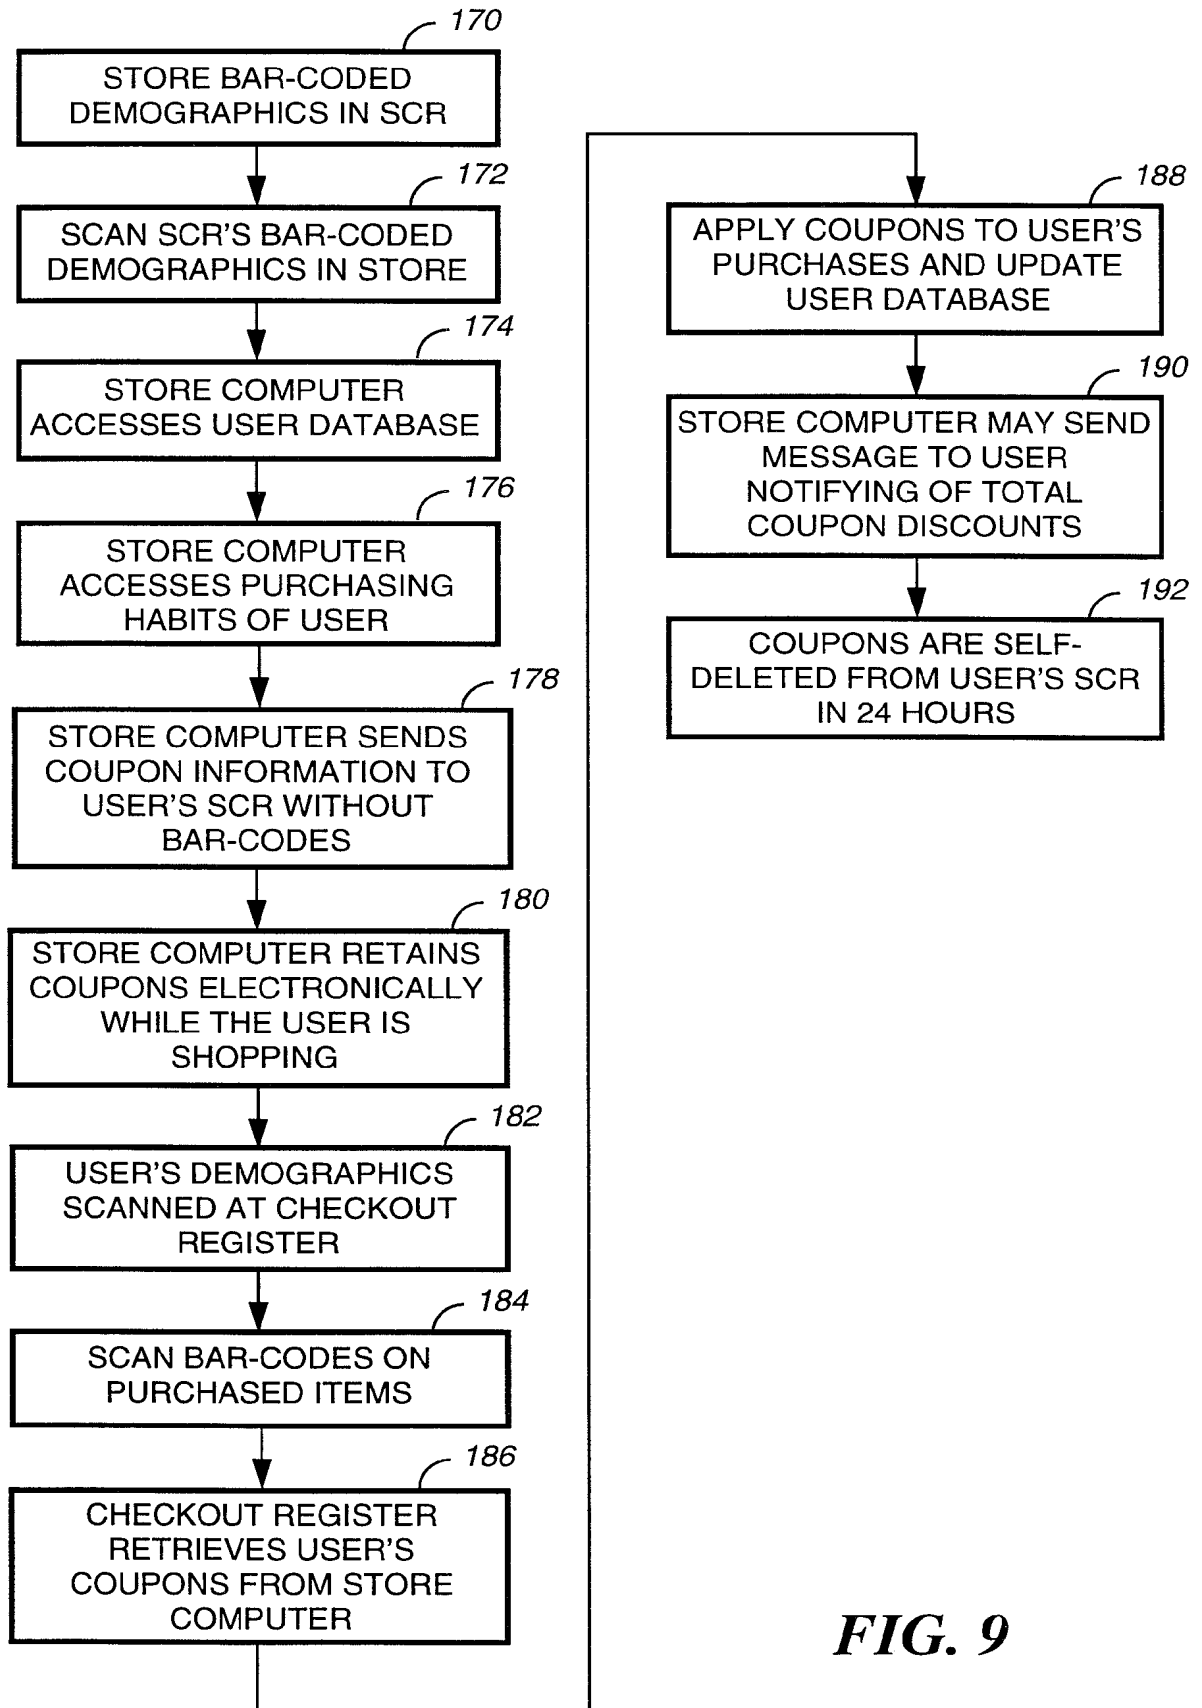 170
STORE BAR-CODED
DEMOGRAPHICS IN SCR
172
SCAN SCR'S BAR-CODED
DEMOGRAPHICS IN STORE
174
STORE COMPUTER
ACCESSES USER DATABASE
176
STORE COMPUTER
ACCESSES PURCHASING
HABITS OF USER
178
STORE COMPUTER SENDS
COUPON INFORMATION TO
USER'S SCR WITHOUT
BAR-CODES
180
STORE COMPUTER RETAINS
COUPONS ELECTRONICALLY
WHILE THE USER IS
SHOPPING
182
USER'S DEMOGRAPHICS
SCANNED AT CHECKOUT
REGISTER
184
SCAN BAR-CODES ON
PURCHASED ITEMS
186
CHECKOUT REGISTER
RETRIEVES USER'S
COUPONS FROM STORE
COMPUTER
188
APPLY COUPONS TO USER'S
PURCHASES AND UPDATE
USER DATABASE
190
STORE COMPUTER MAY SEND
MESSAGE TO USER
NOTIFYING OF TOTAL
COUPON DISCOUNTS
192
COUPONS ARE SELF-
DELETED FROM USER'S SCR
IN 24 HOURS
FIG. 9